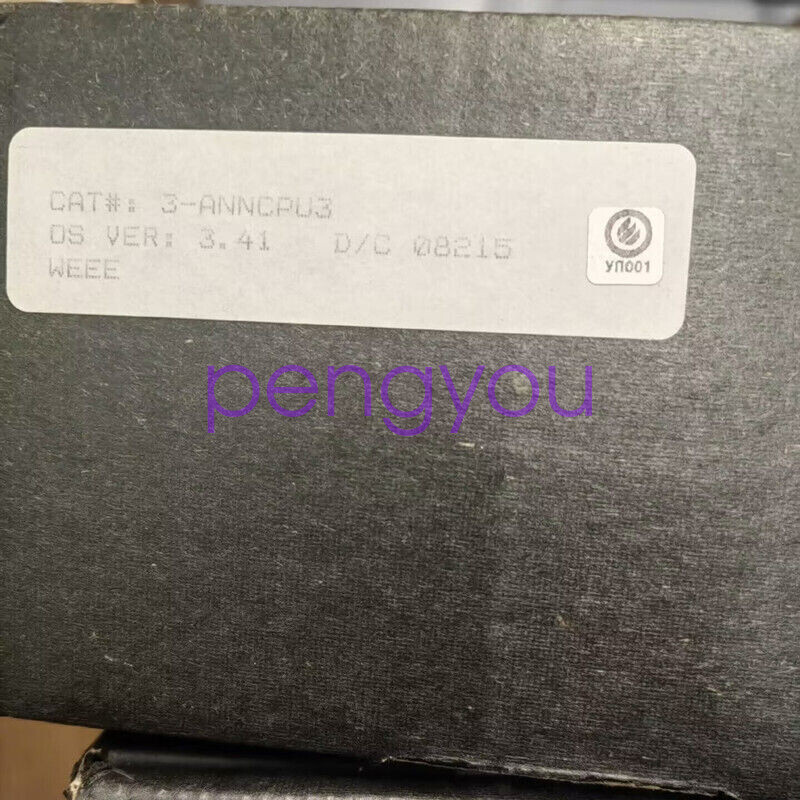 CAT#: 3-ANNCPU3
OS VER: 3.41 D/C 08215
WEEE
УП001
pengyou